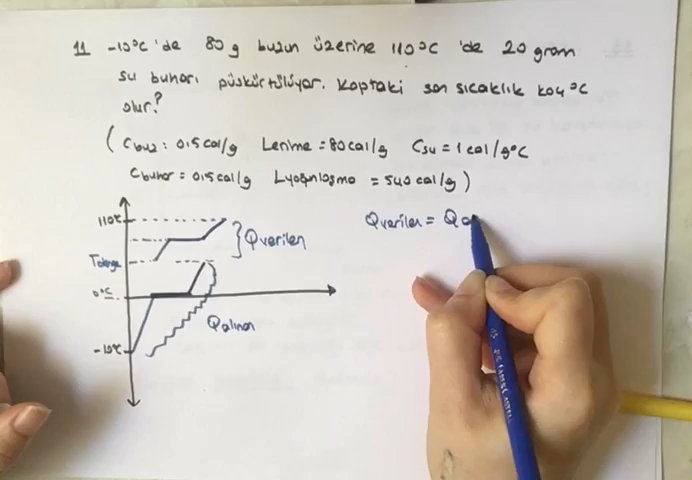 11 -10°C 'de 80 g buzun üzerine 110°C 'de 20 gram
su buharı püskürtülüyor. Kaptaki son sıcaklık kaç °C
olur?
( Cbuz : 0,5 cal/g Lerime = 80 cal/g Csu = 1 cal/g°C
Cbuhar = 0,5 cal/g Lyoğunlaşma = 540 cal/g )
110°C
Qverilen = Qa
Qverilen
Tdenge
0°C
Qalınan
-10°C